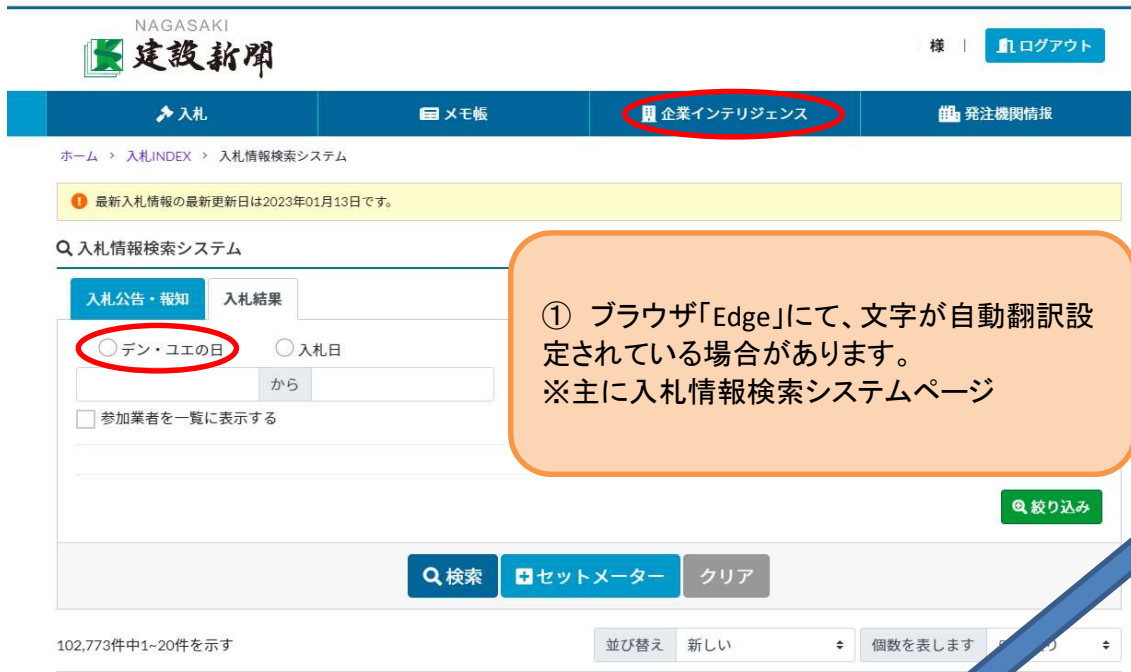 NAGASAKI
建設新聞
様 | ログアウト
入札 メモ帳 企業インテリジェンス 発注機関情報
ホーム > 入札INDEX > 入札情報検索システム
最新入札情報の最新更新日は2023年01月13日です。
入札情報検索システム
入札公告・報知 入札結果
デン・ユエの日 入札日
から
参加業者を一覧に表示する
① ブラウザ「Edge」にて、文字が自動翻訳設
定されている場合があります。
※主に入札情報検索システムページ
絞り込み
検索 セットメーター クリア
102,773件中1~20件を示す 並び替え 新しい 個数を表します